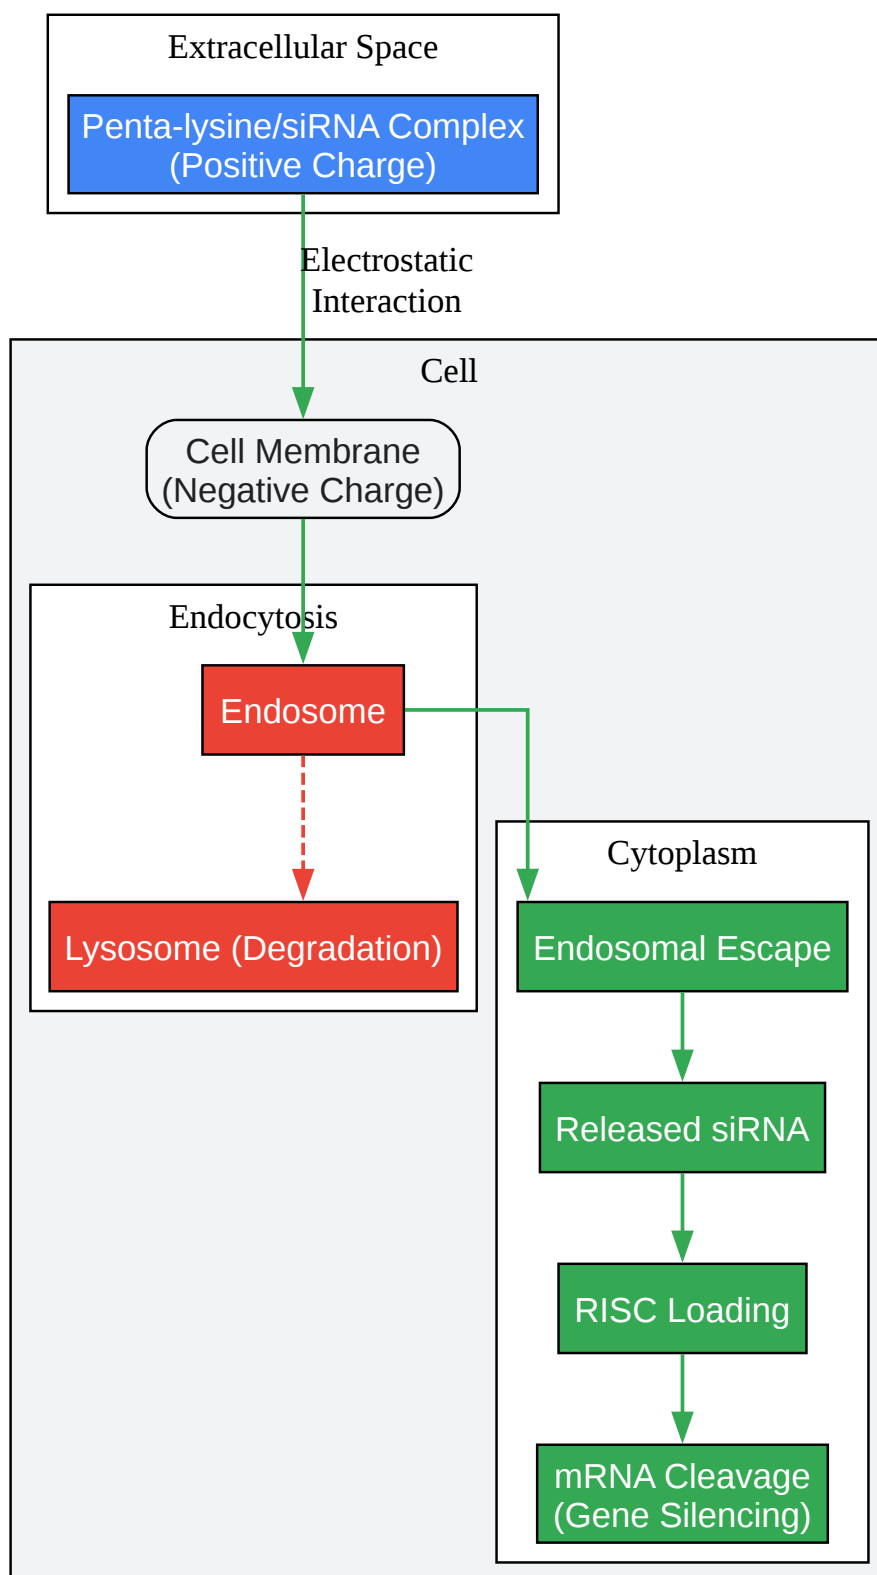 Extracellular Space
Penta-lysine/siRNA Complex
(Positive Charge)
Electrostatic
Interaction
Cell
Cell Membrane
(Negative Charge)
Endocytosis
Endosome
Lysosome (Degradation)
Cytoplasm
Endosomal Escape
Released siRNA
RISC Loading
mRNA Cleavage
(Gene Silencing)